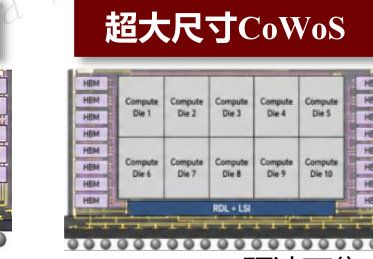 超大尺寸CoWoS
HBM
HBM
HBM
HBM
HBM
HBM
HBM
HBM
Compute Die 1
Compute Die 2
Compute Die 3
Compute Die 4
Compute Die 5
Compute Die 6
Compute Die 7
Compute Die 8
Compute Die 9
Compute Die 10
RDL + LSI